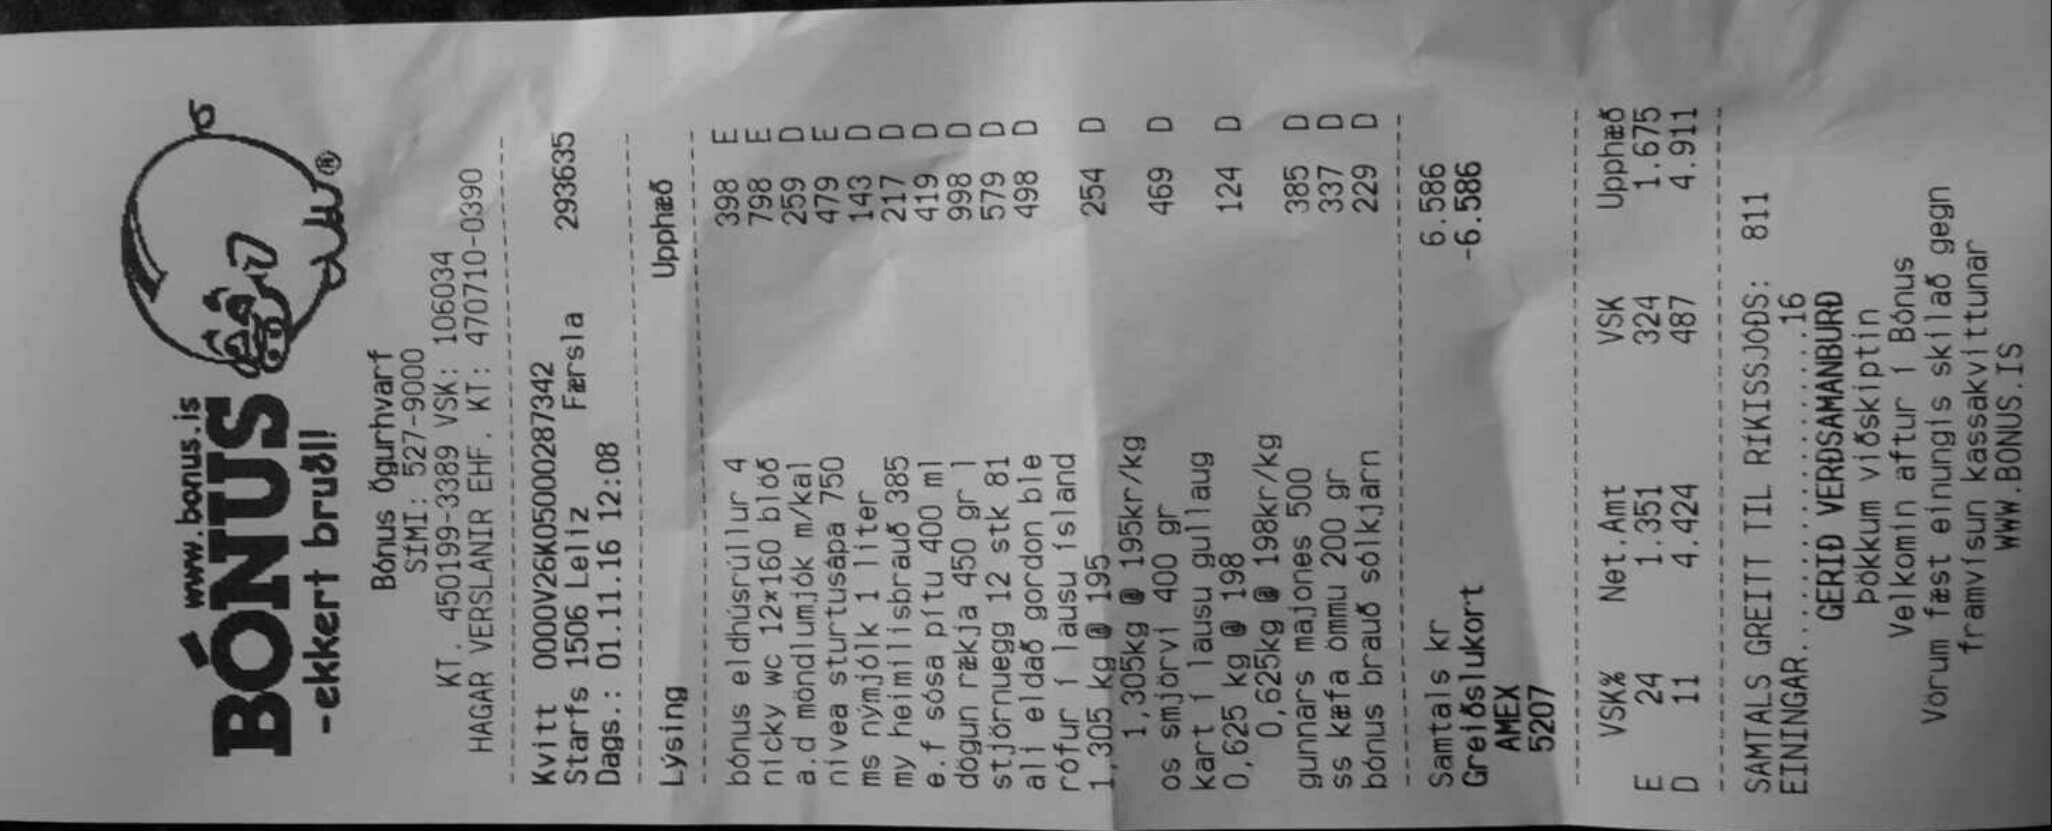 www.bonus.is
BÓNUS
-ekkert bruðl!
®
Bónus Ögurhvarf
SÍMI: 527-9000
KT. 450199-3389 VSK: 106034
HAGAR VERSLANIR EHF. KT: 470710-0390
Kvitt 0000V26K05000287342
Starfs 1506 Leliz Færsla 293635
Dags.: 01.11.16 12:08
Lýsing Upphæð
bónus eldhúsrúllur 4 398 E
nicky wc 12*160 blöð 798 E
a.d möndlumjók m/kal 259 D
nivea sturtusápa 750 479 E
ms nýmjólk 1 liter 143 D
my heimilisbrauð 385 217 D
e.f sósa pítu 400 ml 419 D
dögun rækja 450 gr l 998 D
stjörnuegg 12 stk 81 579 D
ali eldað gordon ble 498 D
rófur í lausu ísland
1,305 kg @ 195 254 D
1,305kg @ 195kr/kg
os smjörvi 400 gr 469 D
kart í lausu gullaug
0,625 kg @ 198 124 D
0,625kg @ 198kr/kg
gunnars majones 500 385 D
ss kæfa ömmu 200 gr 337 D
bónus brauð sólkjarn 229 D
Samtals kr 6.586
Greiðslukort -6.586
AMEX
5207
VSK% Net.Amt VSK Upphæð
E 24 1.351 324 1.675
D 11 4.424 487 4.911
SAMTALS GREITT TIL RÍKISSJÓÐS: 811
EININGAR....................16
GERIÐ VERÐSAMANBURÐ
Þökkum viðskiptin
Velkomin aftur í Bónus
Vörum fæst einungis skilað gegn
framvísun kassakvittunar
WWW.BONUS.IS